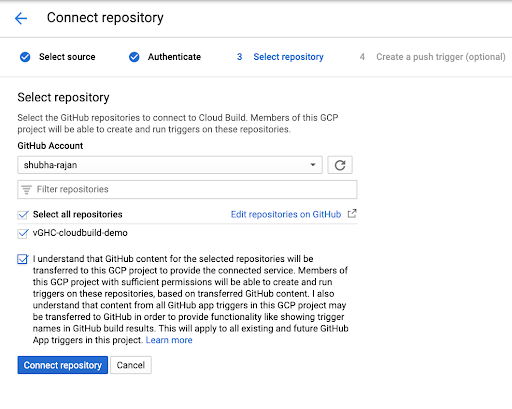 Connect repository
Select source
Authenticate
3 Select repository
4 Create a push trigger (optional)
Select repository
Select the GitHub repositories to connect to Cloud Build. Members of this GCP
project will be able to create and run triggers on these repositories.
GitHub Account
shubha-rajan
Filter repositories
Select all repositories
Edit repositories on GitHub
vGHC-cloudbuild-demo
I understand that GitHub content for the selected repositories will be
transferred to this GCP project to provide the connected service. Members of
this GCP project with sufficient permissions will be able to create and run
triggers on these repositories, based on transferred GitHub content. I also
understand that content from all GitHub app triggers in this GCP project may
be transferred to GitHub in order to provide functionality like showing trigger
names in GitHub build results. This will apply to all existing and future GitHub
App triggers in this project. Learn more
Connect repository
Cancel